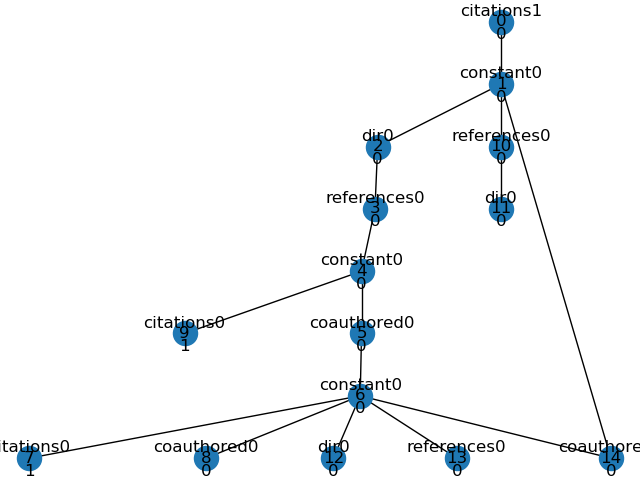 citations1
0
0
constant0
1
0
dir0
2
0
references0
10
0
references0
3
0
dir0
11
0
constant0
4
0
citations0
9
1
coauthored0
5
0
constant0
6
0
itations0
7
1
coauthored0
8
0
dir0
12
0
references0
13
0
coauthore
14
0